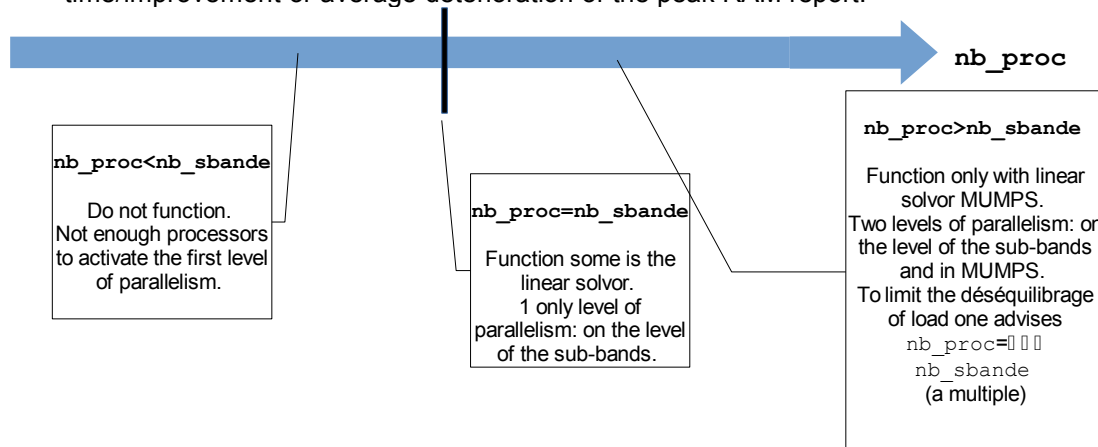 time/improvement or average deterioration of the peak RAM report.
nb_proc
nb_proc<nb_sbande
Do not function.
Not enough processors
to activate the first level
of parallelism.
nb_proc=nb_sbande
Function some is the
linear solvor.
1 only level of
parallelism: on the level
of the sub-bands.
nb_proc>nb_sbande
Function only with linear
solvor MUMPS.
Two levels of parallelism: on
the level of the sub-bands
and in MUMPS.
To limit the déséquilibrage
of load one advises
nb_proc=
nb_sbande
(a multiple)